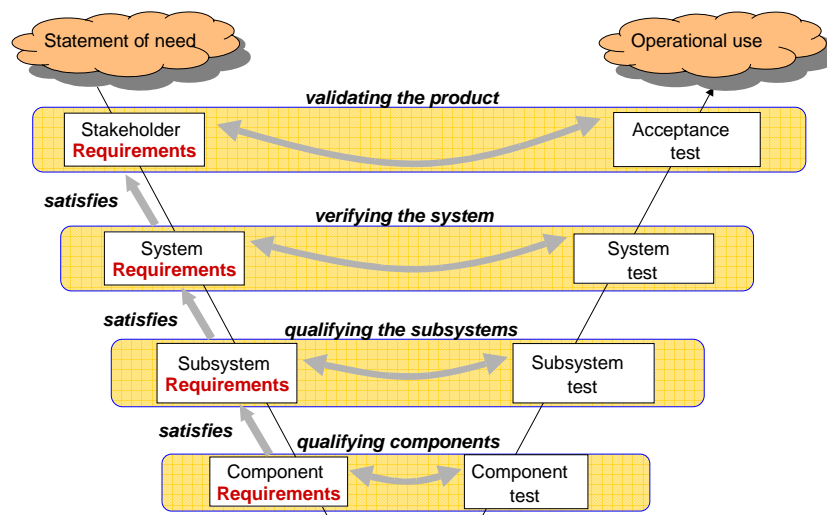 Statement of need
Operational use
validating the product
Stakeholder
Requirements
Acceptance
test
satisfies
verifying the system
System
Requirements
System
test
satisfies
qualifying the subsystems
Subsystem
Requirements
Subsystem
test
satisfies
qualifying components
Component
Requirements
Component
test